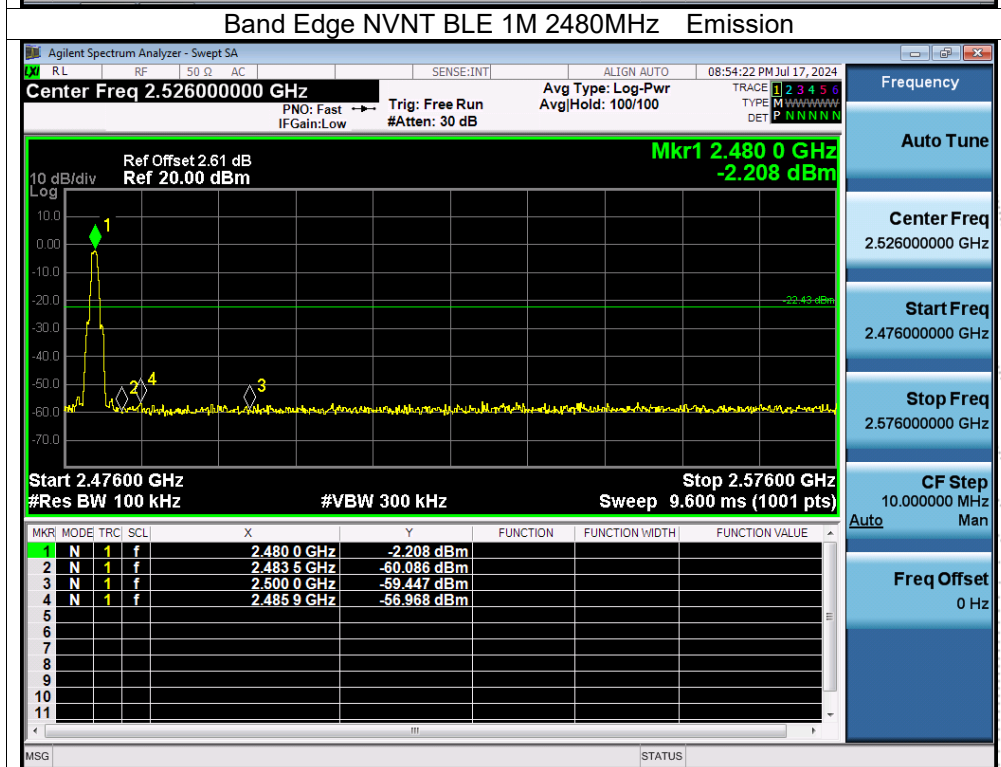 Band Edge NVNT BLE 1M 2480MHz Emission
Agilent Spectrum Analyzer - Swept SA
LXI RL RF 50 Ω AC SENSE:INT ALIGN AUTO 08:54:22 PM Jul 17, 2024
Center Freq 2.526000000 GHz
PNO: Fast
IFGain:Low
Trig: Free Run
#Atten: 30 dB
Avg Type: Log-Pwr
Avg|Hold: 100/100
TRACE 1 2 3 4 5 6
TYPE M WWWWW
DET P N N N N N
Ref Offset 2.61 dB
10 dB/div Ref 20.00 dBm
Log
Mkr1 2.480 0 GHz
-2.208 dBm
10.0
0.00
-10.0
-20.0
-30.0
-40.0
-50.0
-60.0
-70.0
1
-22.43 dBm
2
4
3
Start 2.47600 GHz Stop 2.57600 GHz
#Res BW 100 kHz #VBW 300 kHz Sweep 9.600 ms (1001 pts)
MKR MODE TRC SCL X Y FUNCTION FUNCTION WIDTH FUNCTION VALUE
1 N 1 f 2.480 0 GHz -2.208 dBm
2 N 1 f 2.483 5 GHz -60.086 dBm
3 N 1 f 2.500 0 GHz -59.447 dBm
4 N 1 f 2.485 9 GHz -56.968 dBm
5
6
7
8
9
10
11
MSG STATUS
Frequency
Auto Tune
Center Freq
2.526000000 GHz
Start Freq
2.476000000 GHz
Stop Freq
2.576000000 GHz
CF Step
10.000000 MHz
Auto Man
Freq Offset
0 Hz